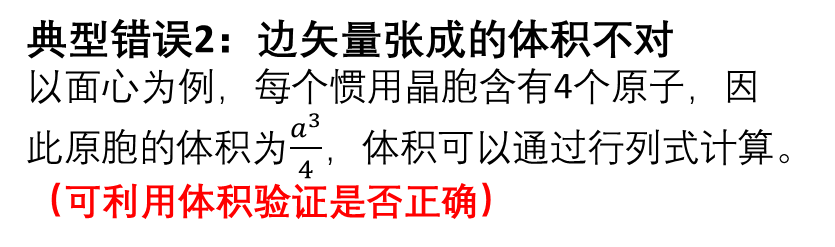 典型错误2：边矢量张成的体积不对
以面心为例，每个惯用晶胞含有4个原子，因
此原胞的体积为a³/4，体积可以通过行列式计算。
（可利用体积验证是否正确）